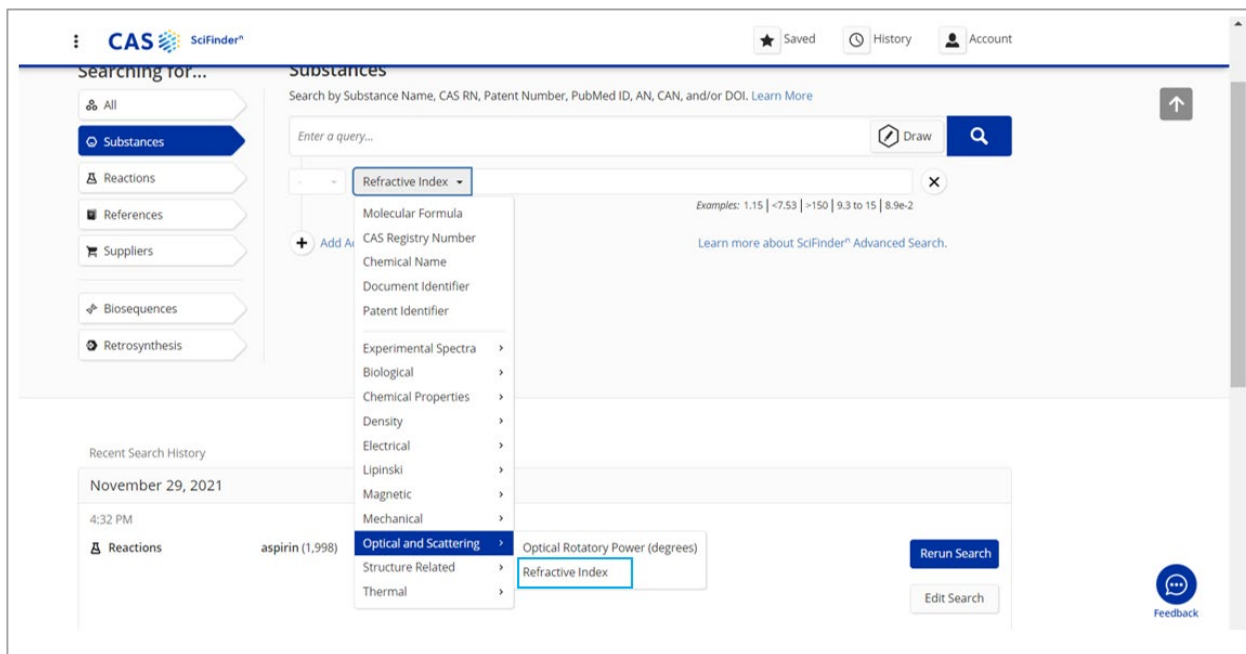 CAS SciFinderⁿ
Saved
History
Account
Searching for...
All
Substances
Reactions
References
Suppliers
Biosequences
Retrosynthesis
Substances
Search by Substance Name, CAS RN, Patent Number, PubMed ID, AN, CAN, and/or DOI. Learn More
Enter a query...
Draw
Refractive Index
Examples: 1.15 | <7.53 | >150 | 9.3 to 15 | 8.9e-2
Add A
Learn more about SciFinderⁿ Advanced Search.
Molecular Formula
CAS Registry Number
Chemical Name
Document Identifier
Patent Identifier
Experimental Spectra
Biological
Chemical Properties
Density
Electrical
Lipinski
Magnetic
Mechanical
Optical and Scattering
Structure Related
Thermal
Optical Rotatory Power (degrees)
Refractive Index
Recent Search History
November 29, 2021
4:32 PM
Reactions
aspirin (1,998)
Rerun Search
Edit Search
Feedback